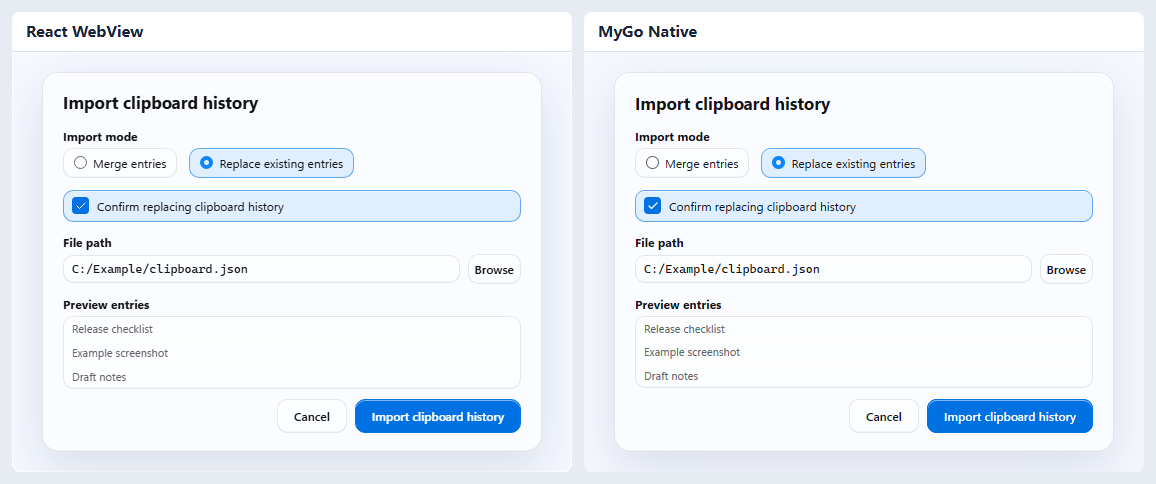 React WebView
Import clipboard history
Import mode
Merge entries
Replace existing entries
Confirm replacing clipboard history
File path
C:/Example/clipboard.json
Browse
Preview entries
Release checklist
Example screenshot
Draft notes
Cancel
Import clipboard history
MyGo Native
Import clipboard history
Import mode
Merge entries
Replace existing entries
Confirm replacing clipboard history
File path
C:/Example/clipboard.json
Browse
Preview entries
Release checklist
Example screenshot
Draft notes
Cancel
Import clipboard history